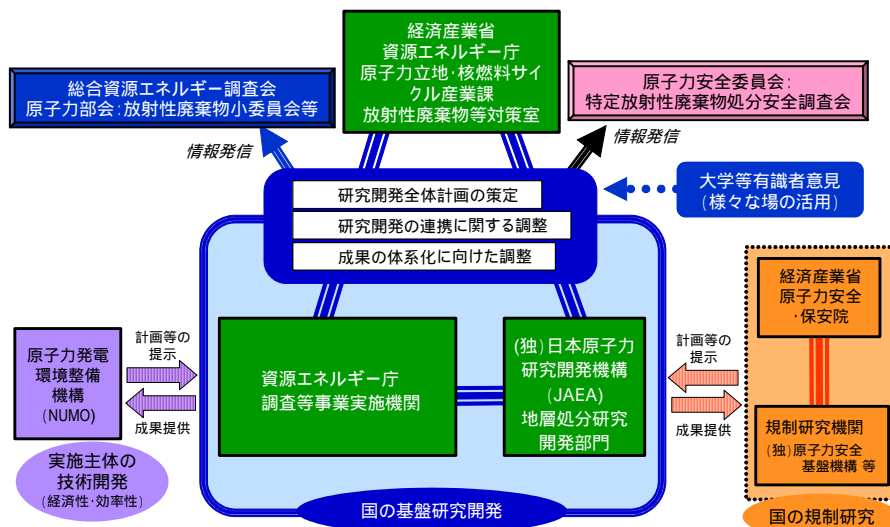 経済産業省
資源エネルギー庁
原子力立地・核燃料サイ
クル産業課
放射性廃棄物等対策室
総合資源エネルギー調査会
原子力部会:放射性廃棄物小委員会等
原子力安全委員会:
特定放射性廃棄物処分安全調査会
情報発信
情報発信
研究開発全体計画の策定
研究開発の連携に関する調整
成果の体系化に向けた調整
大学等有識者意見
(様々な場の活用)
原子力発電
環境整備
機構
(NUMO)
計画等の
提示
成果提供
実施主体の
技術開発
(経済性・効率性)
資源エネルギー庁
調査等事業実施機関
(独)日本原子力
研究開発機構
(JAEA)
地層処分研究
開発部門
国の基盤研究開発
計画等の
提示
成果提供
経済産業省
原子力安全
・保安院
規制研究機関
(独)原子力安全
基盤機構 等
国の規制研究